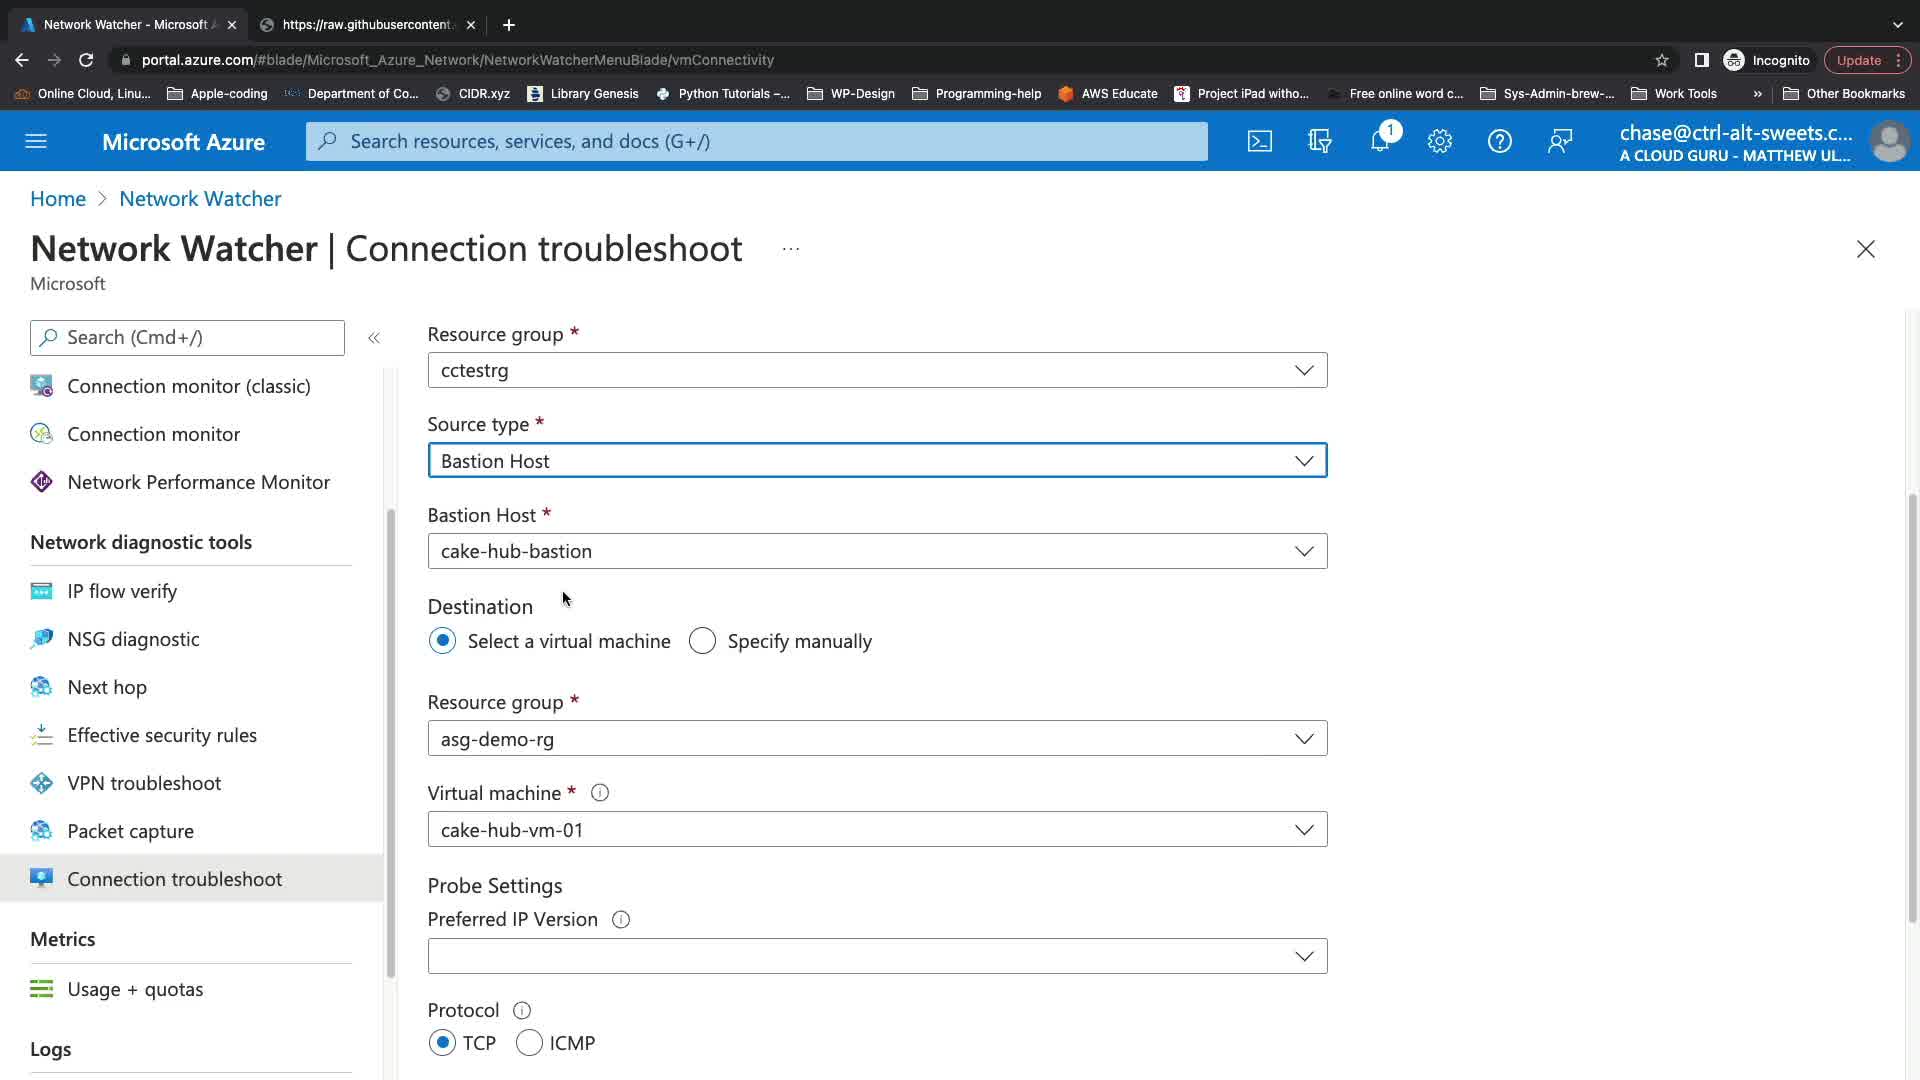 Network Watcher - Microsoft A
https://raw.githubusercontent.
portal.azure.com/#blade/Microsoft_Azure_Network/NetworkWatcherMenuBlade/vmConnectivity
Incognito
Update
Online Cloud, Linu...
Apple-coding
Department of Co...
CIDR.xyz
Library Genesis
Python Tutorials –...
WP-Design
Programming-help
AWS Educate
Project iPad witho...
Free online word c...
Sys-Admin-brew-...
Work Tools
»
Other Bookmarks
Microsoft Azure
Search resources, services, and docs (G+/)
1
chase@ctrl-alt-sweets.c...
A CLOUD GURU - MATTHEW UL...
Home > Network Watcher
Network Watcher | Connection troubleshoot ...
Microsoft
Search (Cmd+/)
«
Connection monitor (classic)
Connection monitor
Network Performance Monitor
Network diagnostic tools
IP flow verify
NSG diagnostic
Next hop
Effective security rules
VPN troubleshoot
Packet capture
Connection troubleshoot
Metrics
Usage + quotas
Logs
Resource group *
cctestrg
Source type *
Bastion Host
Bastion Host *
cake-hub-bastion
Destination
Select a virtual machine
Specify manually
Resource group *
asg-demo-rg
Virtual machine *
cake-hub-vm-01
Probe Settings
Preferred IP Version
Protocol
TCP
ICMP